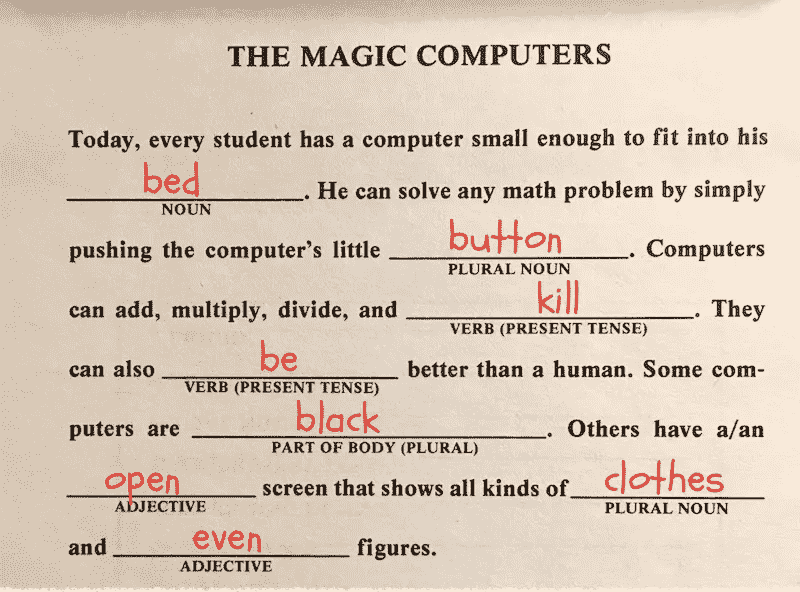 THE MAGIC COMPUTERS
Today, every student has a computer small enough to fit into his
bed. He can solve any math problem by simply
NOUN
pushing the computer's little button. Computers
PLURAL NOUN
can add, multiply, divide, and kill. They
VERB (PRESENT TENSE)
can also be better than a human. Some com-
VERB (PRESENT TENSE)
puters are black. Others have a/an
PART OF BODY (PLURAL)
open screen that shows all kinds of clothes
ADJECTIVE PLURAL NOUN
and even figures.
ADJECTIVE